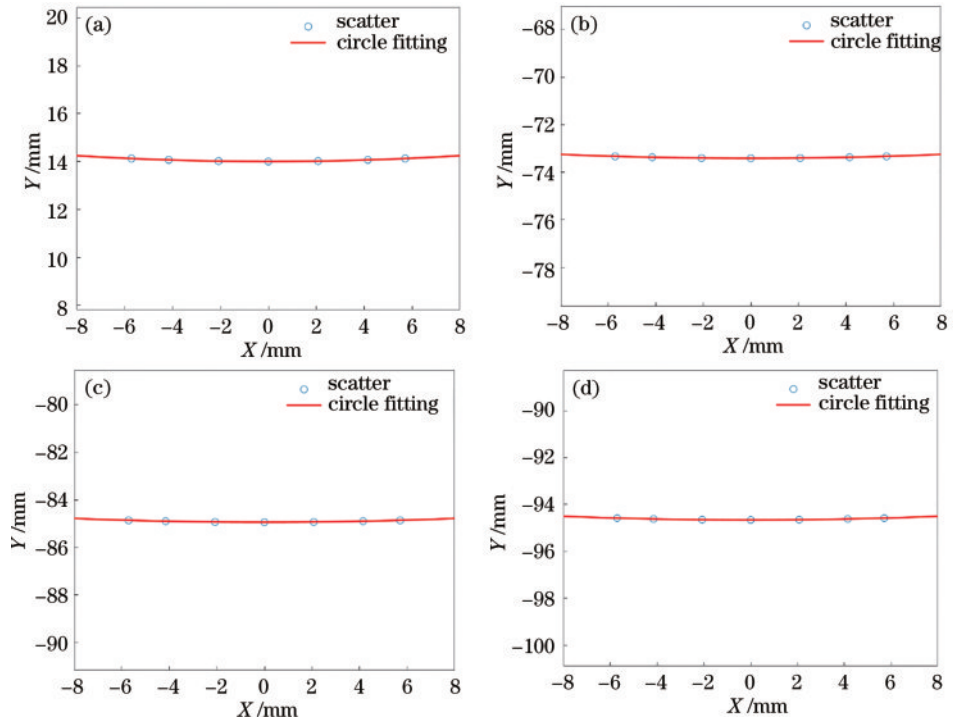 (a)
scatter
circle fitting
20
18
16
14
12
10
8
Y /mm
-8 -6 -4 -2 0 2 4 6 8
X /mm
(b)
scatter
circle fitting
-68
-70
-72
-74
-76
-78
Y /mm
-8 -6 -4 -2 0 2 4 6 8
X /mm
(c)
scatter
circle fitting
-80
-82
-84
-86
-88
-90
Y /mm
-8 -6 -4 -2 0 2 4 6 8
X /mm
(d)
scatter
circle fitting
-90
-92
-94
-96
-98
-100
Y /mm
-8 -6 -4 -2 0 2 4 6 8
X /mm